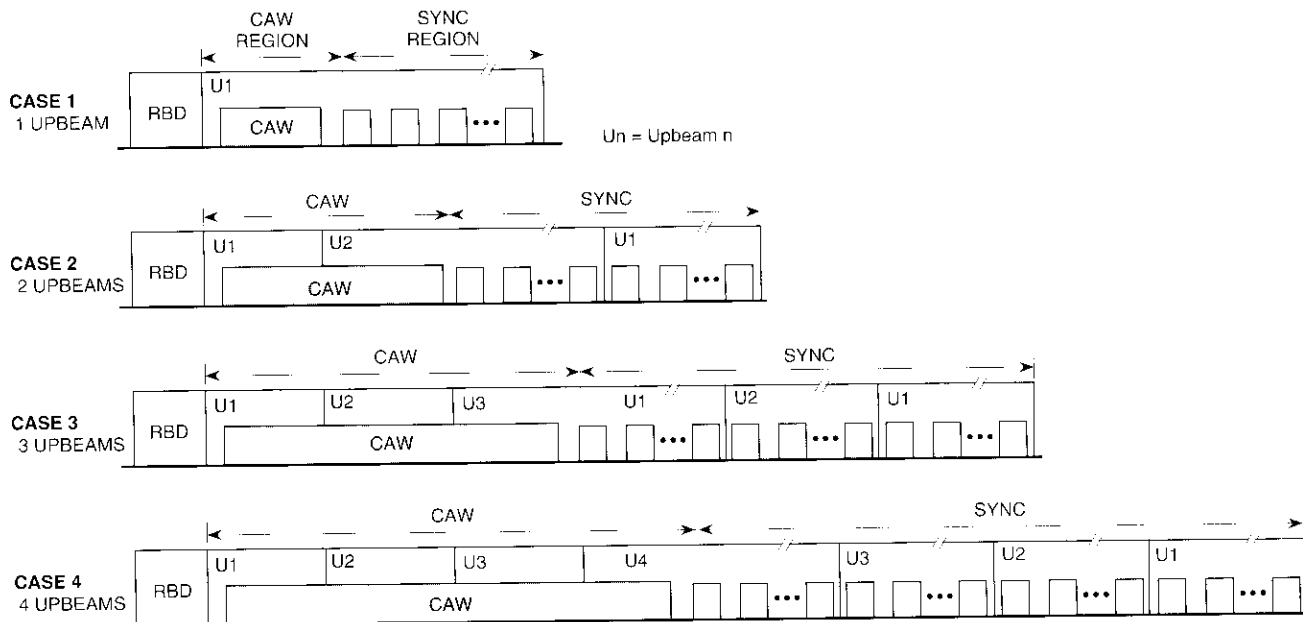 CAW REGION
SYNC REGION
CASE 1
1 UPBEAM
RBD
U1
CAW
•••
Un = Upbeam n
CAW
SYNC
CASE 2
2 UPBEAMS
RBD
U1
U2
U1
CAW
•••
•••
CAW
SYNC
CASE 3
3 UPBEAMS
RBD
U1
U2
U3
U1
U2
U1
CAW
•••
•••
•••
CAW
SYNC
CASE 4
4 UPBEAMS
RBD
U1
U2
U3
U4
U3
U2
U1
CAW
•••
•••
•••
•••